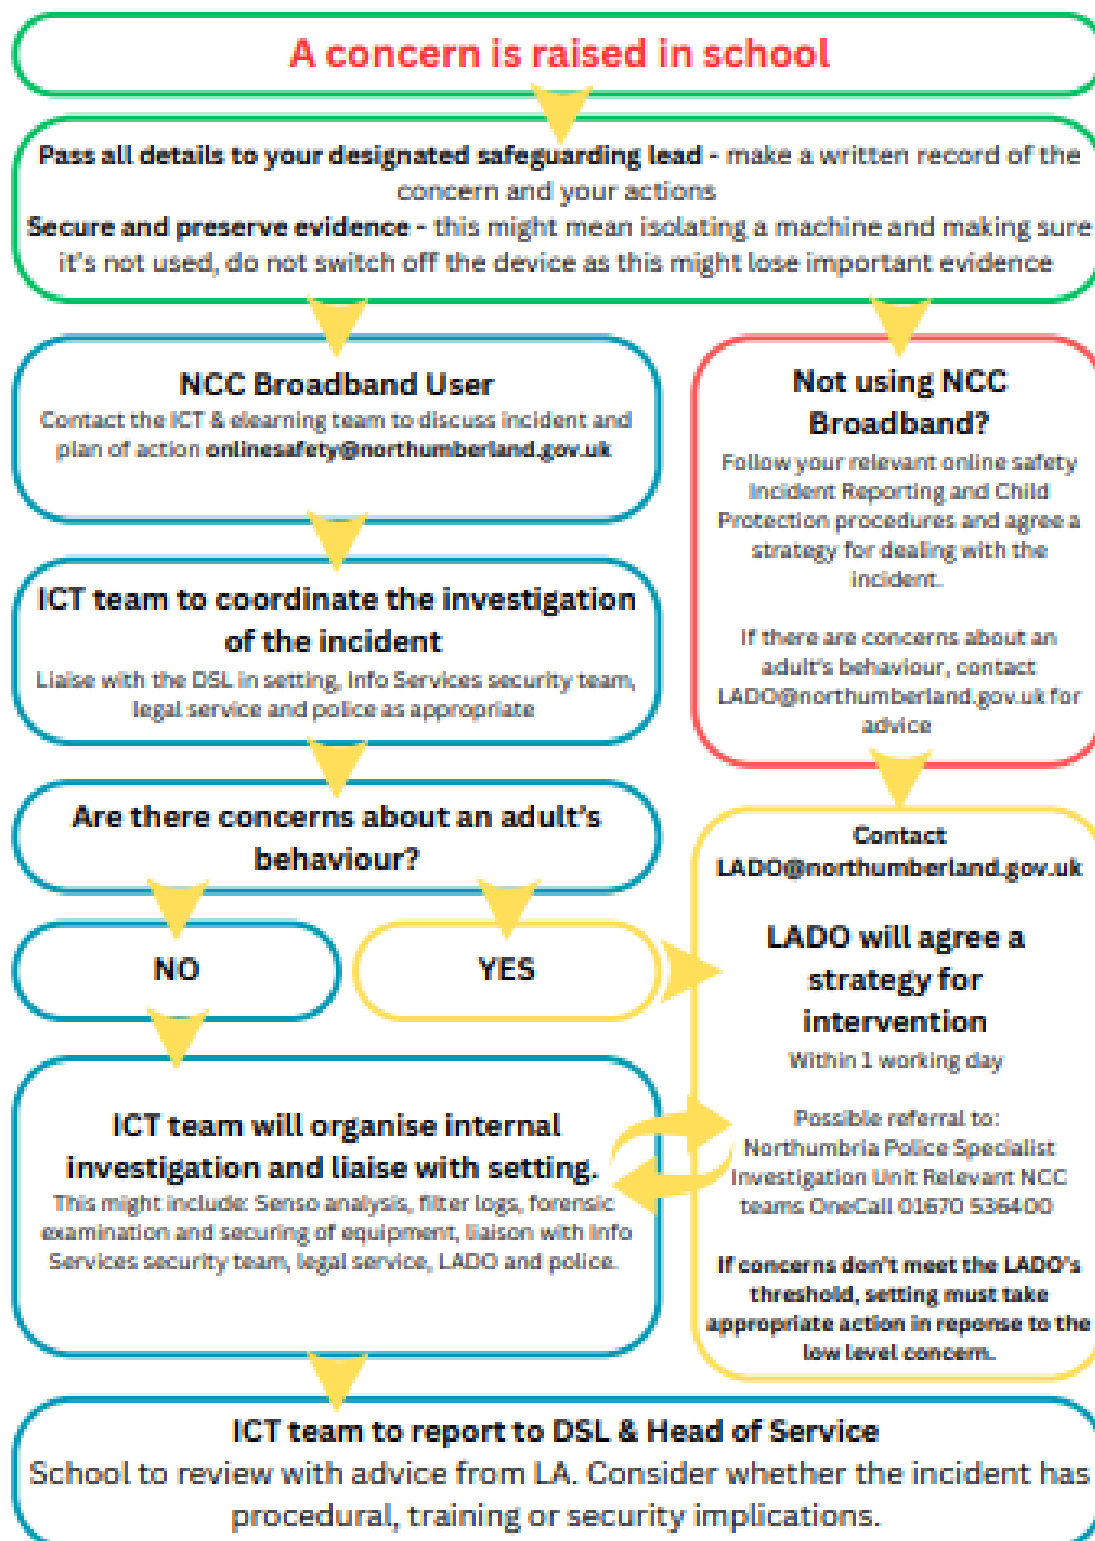 A concern is raised in school
Pass all details to your designated safeguarding lead - make a written record of the
concern and your actions
Secure and preserve evidence - this might mean isolating a machine and making sure
it's not used, do not switch off the device as this might lose important evidence
NCC Broadband User
Contact the ICT & elearning team to discuss incident and
plan of action onlinesafety@northumberland.gov.uk
Not using NCC
Broadband?
Follow your relevant online safety
Incident Reporting and Child
Protection procedures and agree a
strategy for dealing with the
incident.
If there are concerns about an
adult's behaviour, contact
LADO@northumberland.gov.uk for
advice
ICT team to coordinate the investigation
of the incident
Liaise with the DSL in setting, Info Services security team,
legal service and police as appropriate
Are there concerns about an adult's
behaviour?
NO
YES
Contact
LADO@northumberland.gov.uk
LADO will agree a
strategy for
intervention
Within 1 working day
Possible referral to:
Northumbria Police Specialist
Investigation Unit Relevant NCC
teams OneCall 01670 536400
If concerns don't meet the LADO's
threshold, setting must take
appropriate action in reponse to the
low level concern.
ICT team will organise internal
investigation and liaise with setting.
This might include: Senso analysis, filter logs, forensic
examination and securing of equipment, liaison with Info
Services security team, legal service, LADO and police.
ICT team to report to DSL & Head of Service
School to review with advice from LA. Consider whether the incident has
procedural, training or security implications.